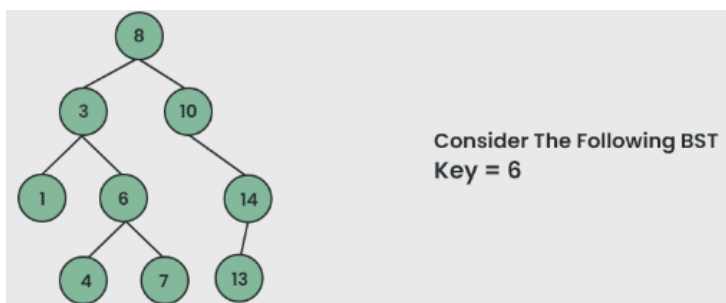 8
3 10
1 6 14
4 7 13
Consider The Following BST
Key = 6